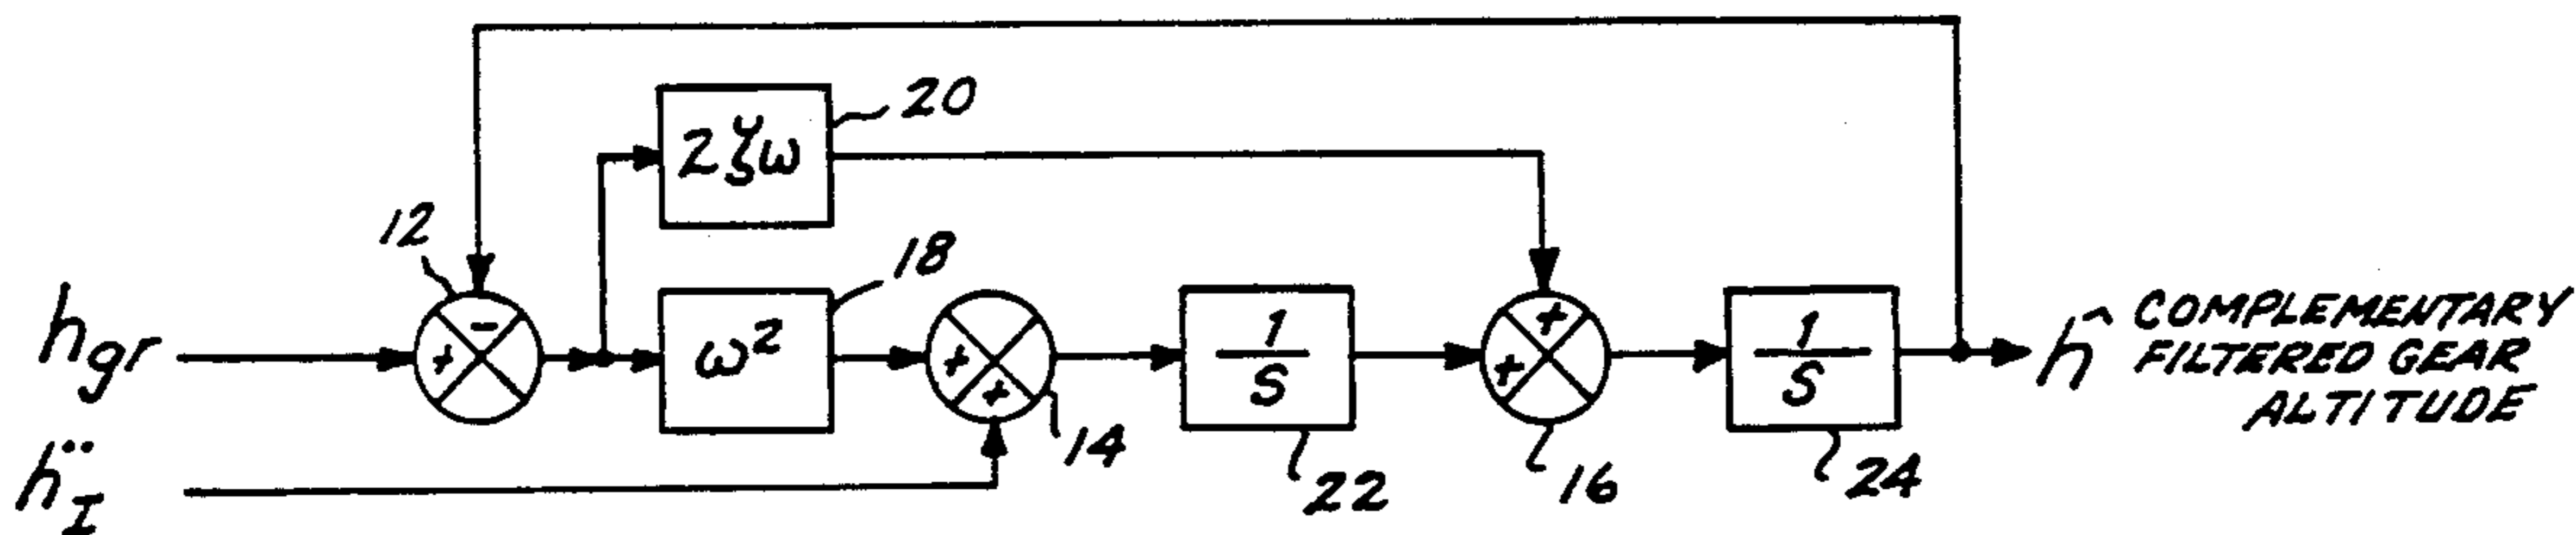 20
2ζω
12
18
h_gr
+
-
ω²
+
+
1/S
+
+
1/S
ĥ COMPLEMENTARY
FILTERED GEAR
ALTITUDE
ḧ_I
14
22
16
24